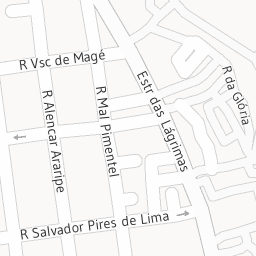 R Vsc de Magé
Estr das Lágrimas
R da Glória
R Alencar Araripe
R Mal Pimentel
R Salvador Pires de Lima